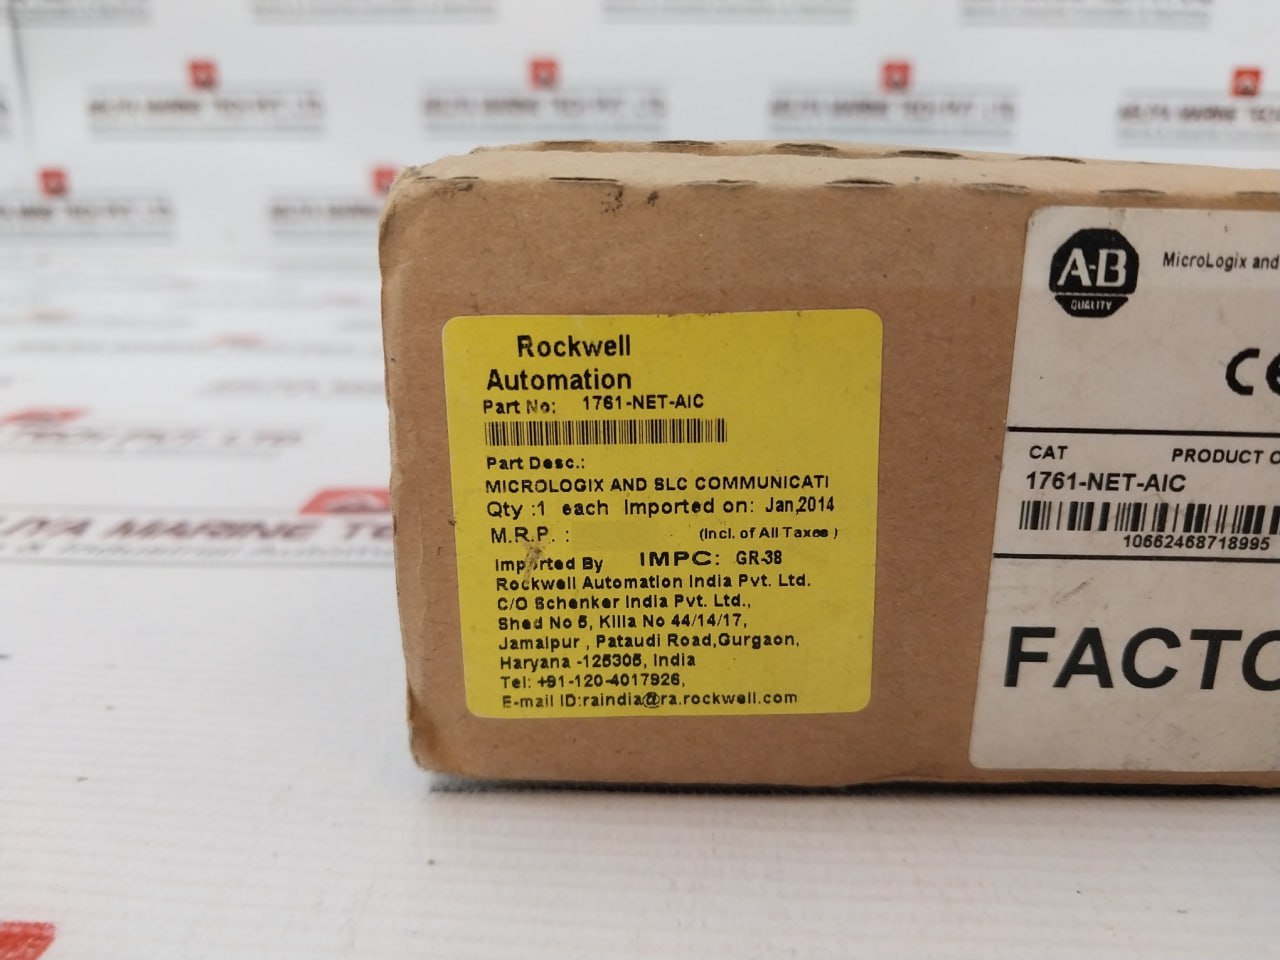 Rockwell
Automation
Part No: 1761-NET-AIC
Part Desc.:
MICROLOGIX AND SLC COMMUNICATI
Qty :1 each Imported on: Jan,2014
M.R.P. : (Incl. of All Taxes )
Imported By IMPC: GR-38
Rockwell Automation India Pvt. Ltd.
C/O Schenker India Pvt. Ltd.,
Shed No 5, Killa No 44/14/17,
Jamalpur , Pataudi Road,Gurgaon,
Haryana -125305, India
Tel: +91-120-4017926,
E-mail ID:raindia@ra.rockwell.com
A-B
QUALITY
MicroLogix and
CE
CAT PRODUCT
1761-NET-AIC
10662468718995
FACTO